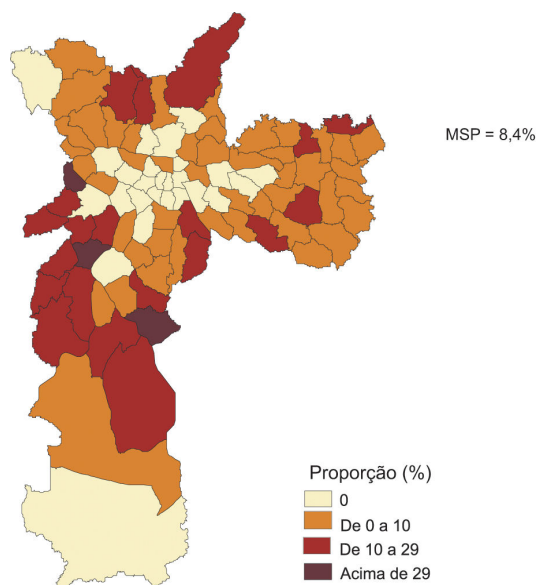 MSP = 8,4%
Proporção (%)
0
De 0 a 10
De 10 a 29
Acima de 29